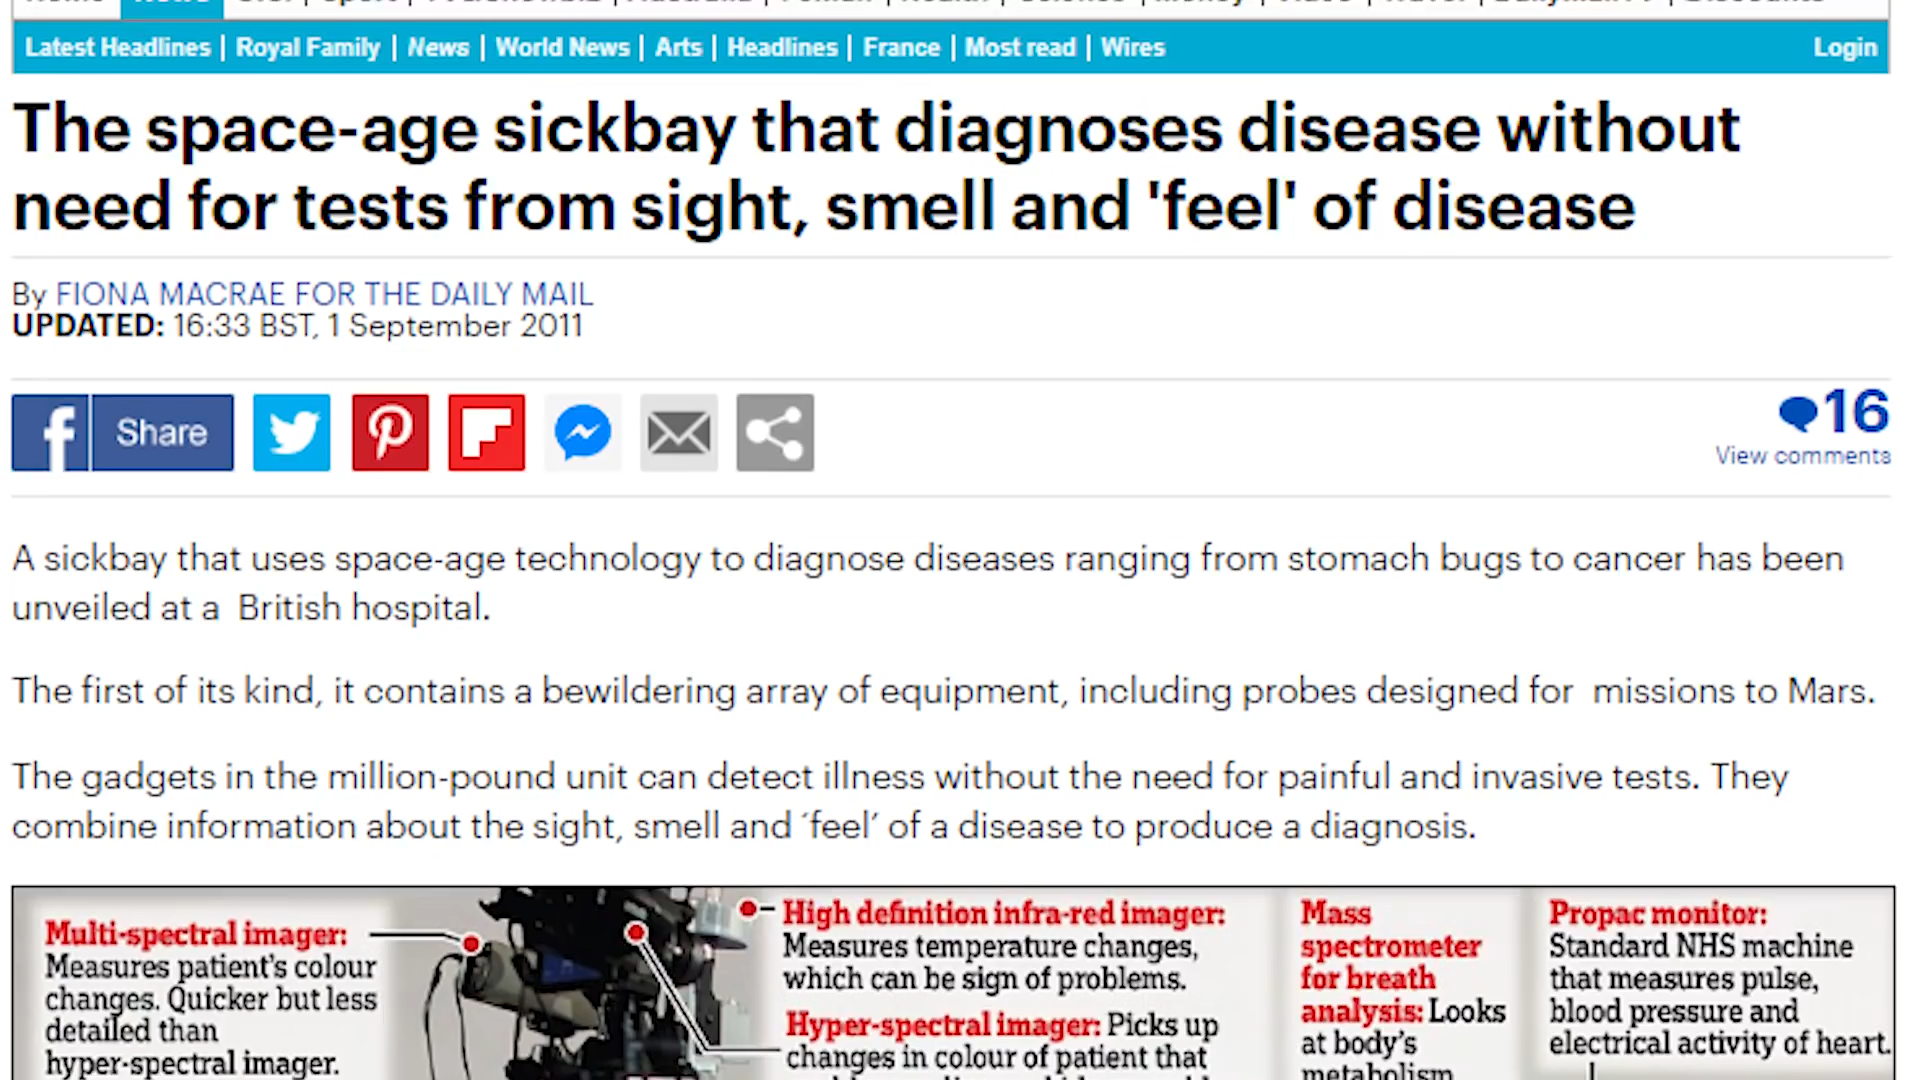 Latest Headlines | Royal Family | News | World News | Arts | Headlines | France | Most read | Wires Login
The space-age sickbay that diagnoses disease without
need for tests from sight, smell and 'feel' of disease
By FIONA MACRAE FOR THE DAILY MAIL
UPDATED: 16:33 BST, 1 September 2011
Share
16
View comments
A sickbay that uses space-age technology to diagnose diseases ranging from stomach bugs to cancer has been
unveiled at a British hospital.
The first of its kind, it contains a bewildering array of equipment, including probes designed for missions to Mars.
The gadgets in the million-pound unit can detect illness without the need for painful and invasive tests. They
combine information about the sight, smell and ‘feel’ of a disease to produce a diagnosis.
Multi-spectral imager:
Measures patient's colour
changes. Quicker but less
detailed than
hyper-spectral imager.
High definition infra-red imager:
Measures temperature changes,
which can be sign of problems.
Hyper-spectral imager: Picks up
changes in colour of patient that
Mass
spectrometer
for breath
analysis: Looks
at body's
metabolism
Propac monitor:
Standard NHS machine
that measures pulse,
blood pressure and
electrical activity of heart.